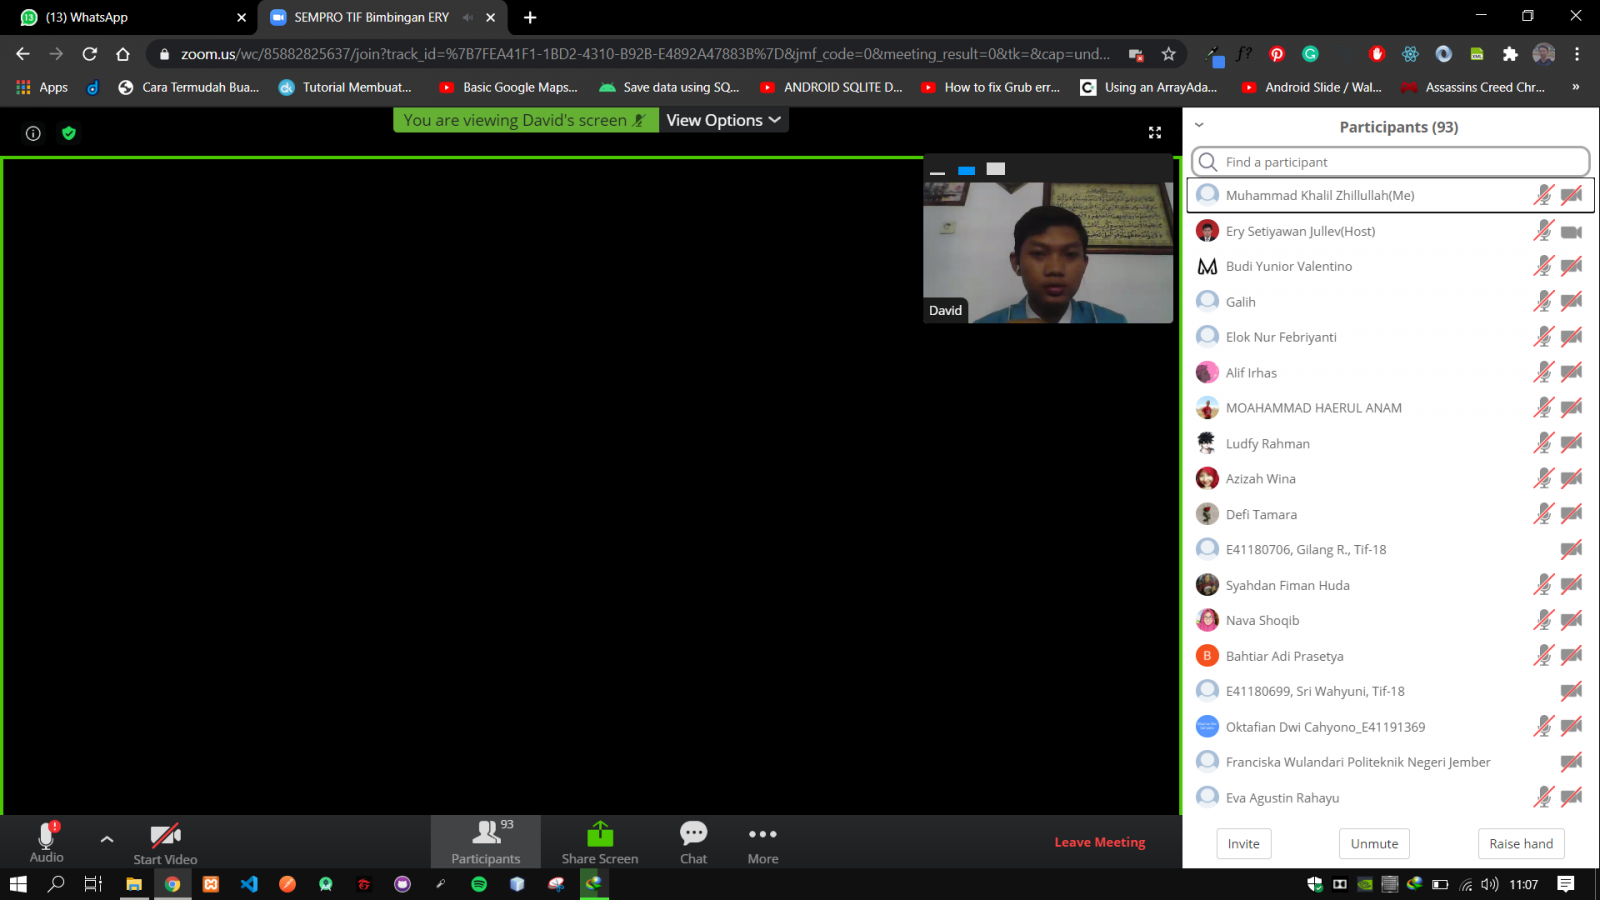 (13) WhatsApp
SEMPRO TIF Bimbingan ERY
zoom.us/wc/85882825637/join?track_id=%7B7FEA41F1-1BD2-4310-B92B-F4892A47883B%7D&jmf_code=0&meeting_result=0&tk=&cap=und...
Apps
Cara Termudah Bua...
Tutorial Membuat...
Basic Google Maps...
Save data using SQ...
ANDROID SQLITE D...
How to fix Grub err...
Using an ArrayAda...
Android Slide / Wal...
Assassins Creed Chr...
»
You are viewing David's screen
View Options
David
Participants (93)
Find a participant
Muhammad Khalil Zhillullah(Me)
Ery Setiyawan Jullev(Host)
Budi Yunior Valentino
Galih
Elok Nur Febriyanti
Alif Irhas
MOAHAMMAD HAERUL ANAM
Ludfy Rahman
Azizah Wina
Defi Tamara
E41180706, Gilang R., Tif-18
Syahdan Fiman Huda
Nava Shoqib
B
Bahtiar Adi Prasetya
E41180699, Sri Wahyuni, Tif-18
Oktafian Dwi Cahyono_E41191369
Franciska Wulandari Politeknik Negeri Jember
Eva Agustin Rahayu
Invite
Unmute
Raise hand
Audio
Start Video
93
Participants
Share Screen
Chat
More
Leave Meeting
11:07